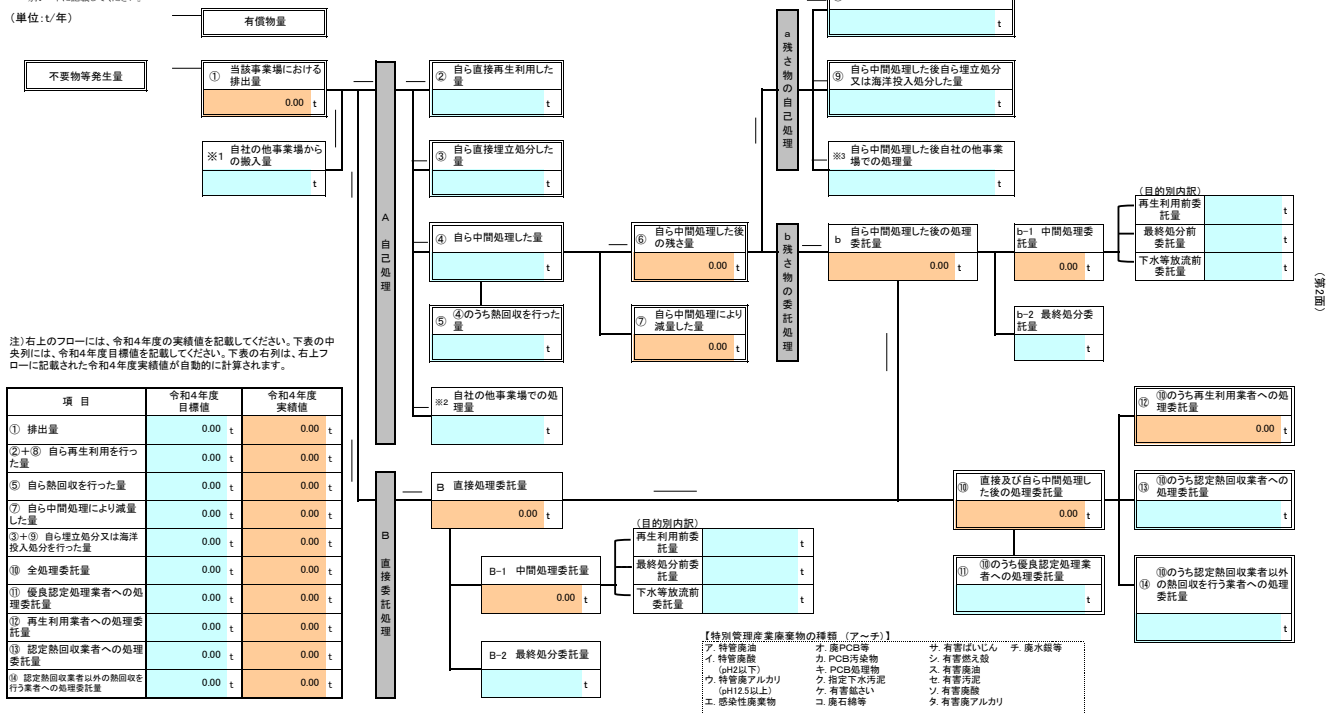 (単位:t/年)
有償物量
不要物等発生量
① 当該事業場における
排出量
0.00 t
※1 自社の他事業場から
の搬入量
t
A 自己処理
② 自ら直接再生利用した
量
t
③ 自ら直接埋立処分した
量
t
④ 自ら中間処理した量
t
⑤ ④のうち熱回収を行った
量
t
※2 自社の他事業場での処
理量
t
⑥ 自ら中間処理した後
の残さ量
0.00 t
⑦ 自ら中間処理により
減量した量
0.00 t
a 残さ物の自己処理
t
⑨ 自ら中間処理した後自ら埋立処分
又は海洋投入処分した量
t
※3 自ら中間処理した後自社の他事業
場での処理量
t
b 残さ物の委託処理
b 自ら中間処理した後の処理
委託量
0.00 t
b-1 中間処理委
託量
0.00 t
b-2 最終処分委
託量
t
(目的別内訳)
再生利用前委
託量
t
最終処分前
委託量
t
下水等放流前
委託量
t
(第2面)
注)右上のフローには、令和4年度の実績値を記載してください。下表の中
央列には、令和4年度目標値を記載してください。下表の右列は、右上フ
ローに記載された令和4年度実績値が自動的に計算されます。
項 目 令和4年度
目標値 令和4年度
実績値
① 排出量 0.00 t 0.00 t
②+⑧ 自ら再生利用を行っ
た量 0.00 t 0.00 t
⑤ 自ら熱回収を行った量 0.00 t 0.00 t
⑦ 自ら中間処理により減量
した量 0.00 t 0.00 t
③+⑨ 自ら埋立処分又は海洋
投入処分を行った量 0.00 t 0.00 t
⑩ 全処理委託量 0.00 t 0.00 t
⑪ 優良認定処理業者への処
理委託量 0.00 t 0.00 t
⑫ 再生利用業者への処理委
託量 0.00 t 0.00 t
⑬ 認定熱回収業者への処理
委託量 0.00 t 0.00 t
⑭ 認定熱回収業者以外の熱回収を
行う業者への処理委託量 0.00 t 0.00 t
B 直接委託処理
B 直接処理委託量
0.00 t
B-1 中間処理委託量
0.00 t
B-2 最終処分委託量
t
(目的別内訳)
再生利用前委
託量
t
最終処分前委
託量
t
下水等放流前
委託量
t
⑩ 直接及び自ら中間処理し
た後の処理委託量
0.00 t
⑪ ⑩のうち優良認定処理業
者への処理委託量
t
⑫ ⑩のうち再生利用業者への処
理委託量
0.00 t
⑬ ⑩のうち認定熱回収業者への
処理委託量
t
⑭ ⑩のうち認定熱回収業者以外
の熱回収を行う業者への処理
委託量
t
【特別管理産業廃棄物の種類 (ア~チ)】
ア. 特管廃油 オ. 廃PCB等 サ. 有害ばいじん チ. 廃水銀等
イ. 特管廃酸 カ. PCB汚染物 シ. 有害燃え殻
(pH2以下) キ. PCB処理物 ス. 有害廃油
ウ. 特管廃アルカリ ク. 指定下水汚泥 セ. 有害汚泥
(pH12.5以上) ケ. 有害鉱さい ソ. 有害廃酸
エ. 感染性廃棄物 コ. 廃石綿等 タ. 有害廃アルカリ